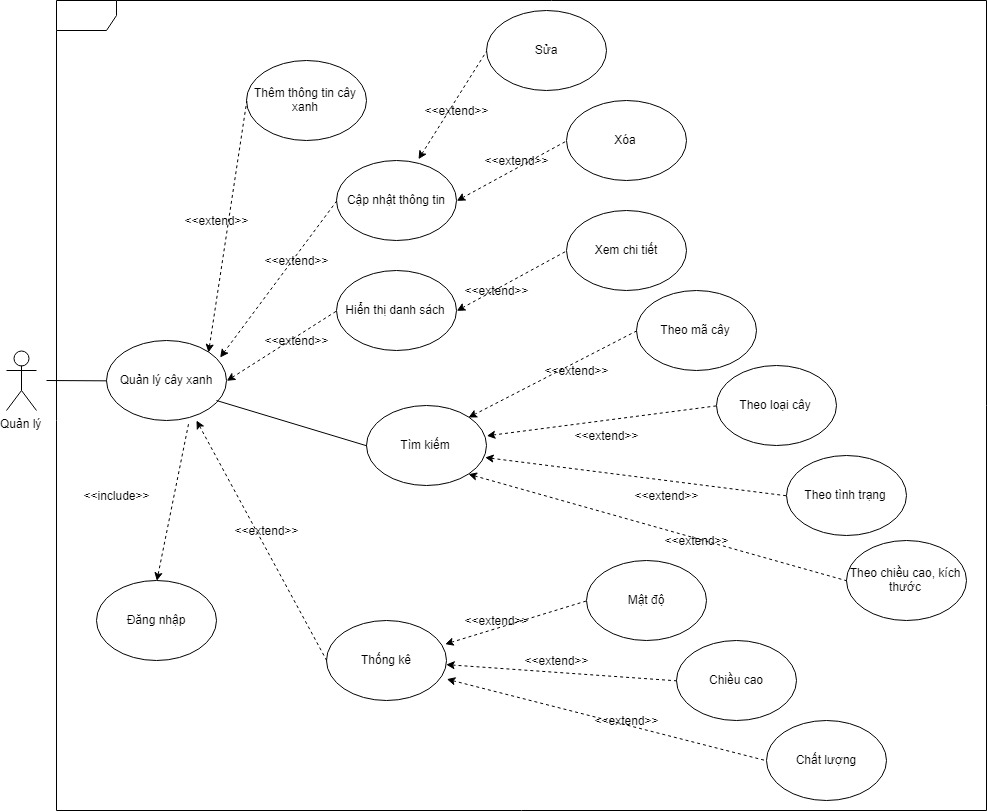 Sửa
Thêm thông tin cây
xanh
<<extend>>
Xóa
<<extend>>
Cập nhật thông tin
<<extend>>
Xem chi tiết
<<extend>>
<<extend>>
Hiển thị danh sách
Theo mã cây
<<extend>>
<<extend>>
Quản lý cây xanh
Theo loại cây
Quản lý
<<extend>>
Tìm kiếm
<<include>>
<<extend>>
Theo tình trạng
<<extend>>
<<extend>>
Theo chiều cao, kích
thước
Mật độ
Đăng nhập
<<extend>>
Thống kê
<<extend>>
Chiều cao
<<extend>>
Chất lượng